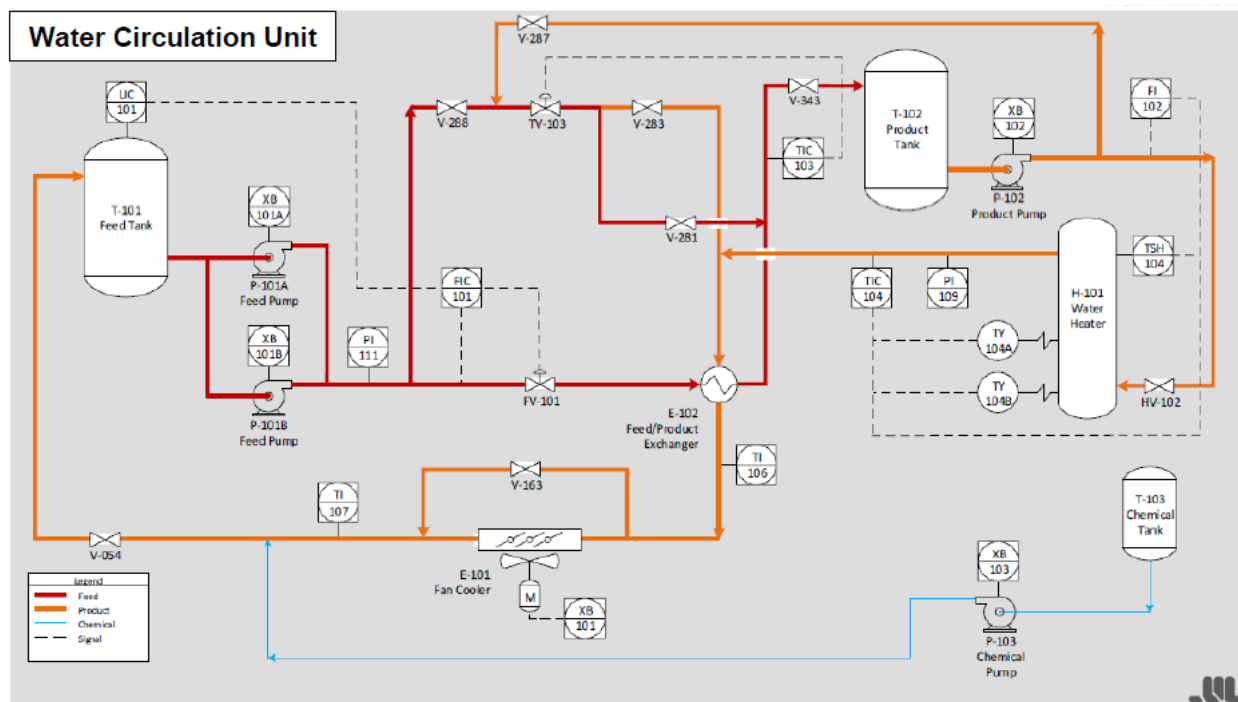 Water Circulation Unit
V-287
LIC
101
V-288
TV-103
V-283
V-343
T-102
Product
Tank
XB
102
FI
102
P-102
Product Pump
TIC
103
T-101
Feed Tank
XB
101A
P-101A
Feed Pump
V-281
FIC
101
TIC
104
PI
109
TSH
104
H-101
Water
Heater
XB
101B
PI
111
TY
104A
TY
104B
P-101B
Feed Pump
FV-101
E-102
Feed/Product
Exchanger
HV-102
TI
106
V-163
TI
107
T-103
Chemical
Tank
V-054
E-101
Fan Cooler
M
XB
101
XB
103
P-103
Chemical
Pump
Legend
Feed
Product
Chemical
Signal